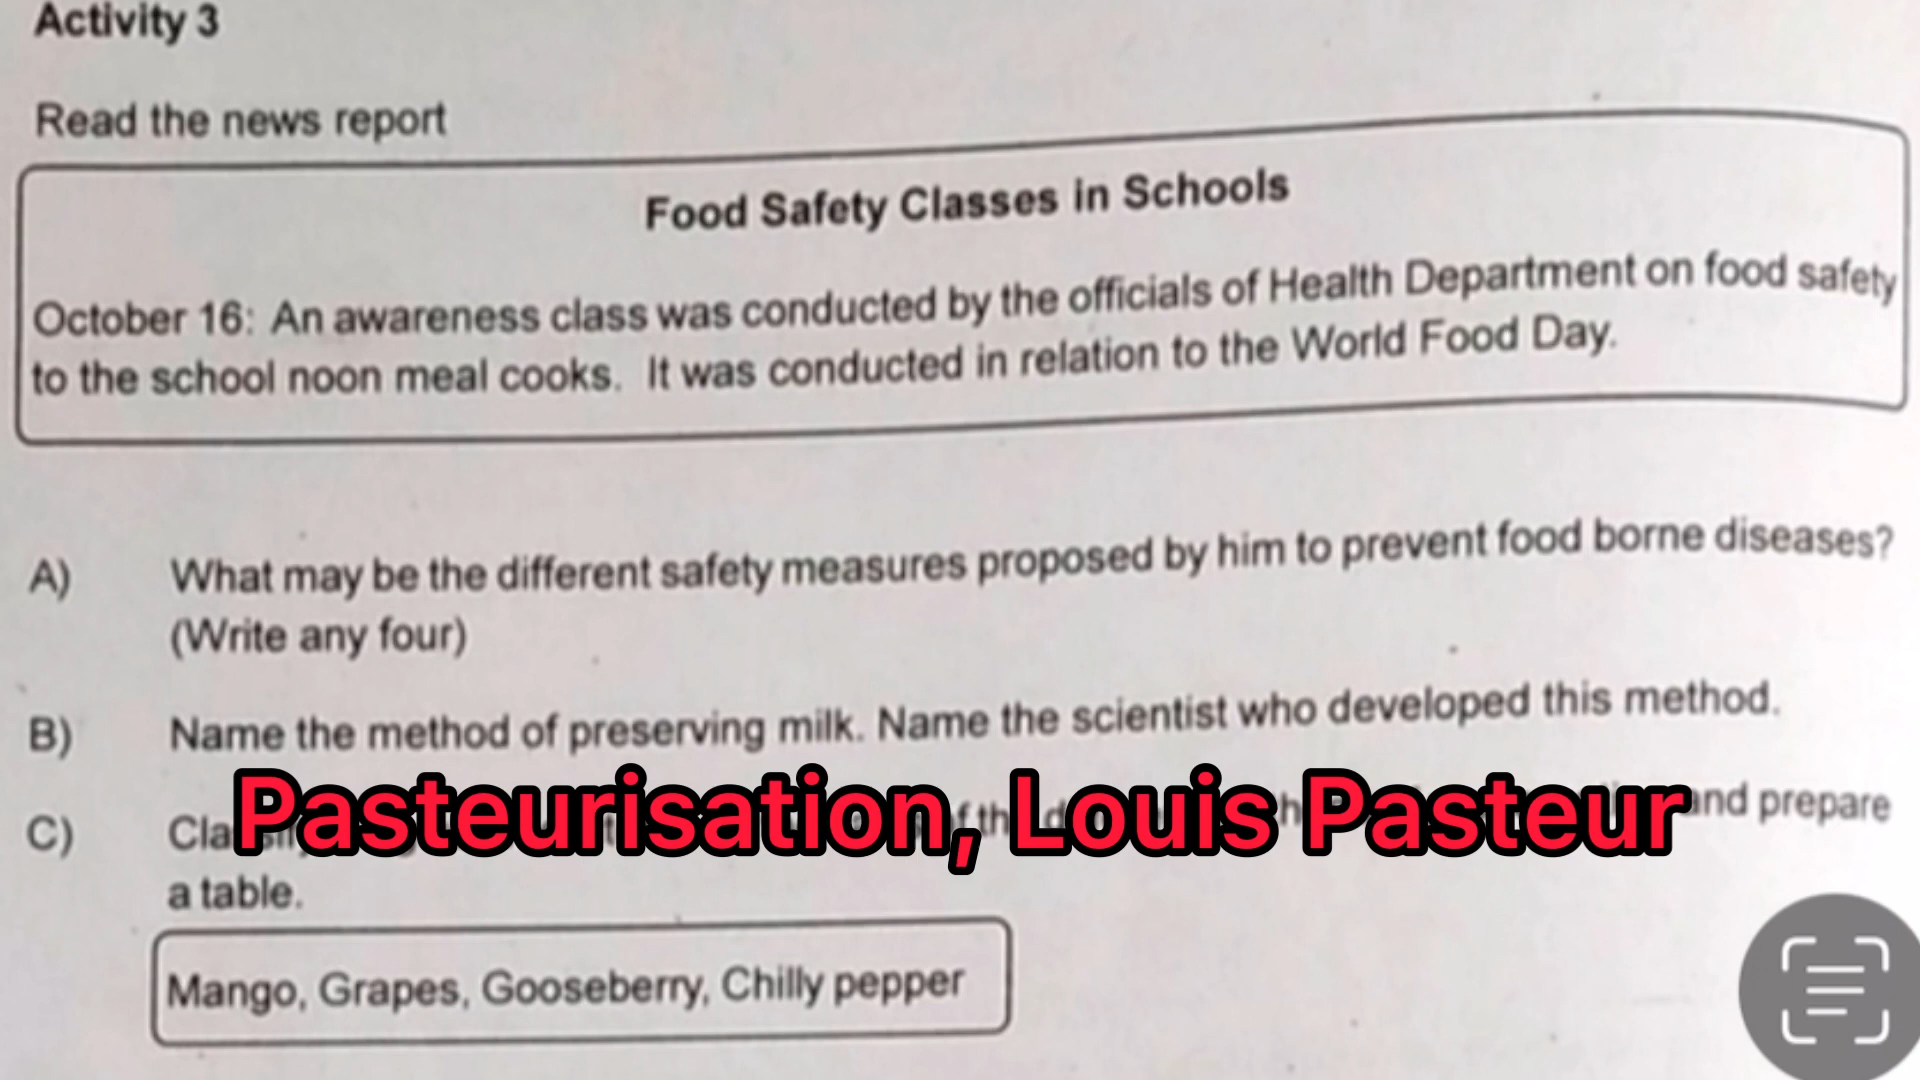 Activity 3
Read the news report
Food Safety Classes in Schools
October 16: An awareness class was conducted by the officials of Health Department on food safety
to the school noon meal cooks. It was conducted in relation to the World Food Day.
A) What may be the different safety measures proposed by him to prevent food borne diseases?
(Write any four)
B) Name the method of preserving milk. Name the scientist who developed this method.
Pasteurisation, Louis Pasteur
C) and prepare
a table.
Mango, Grapes, Gooseberry, Chilly pepper